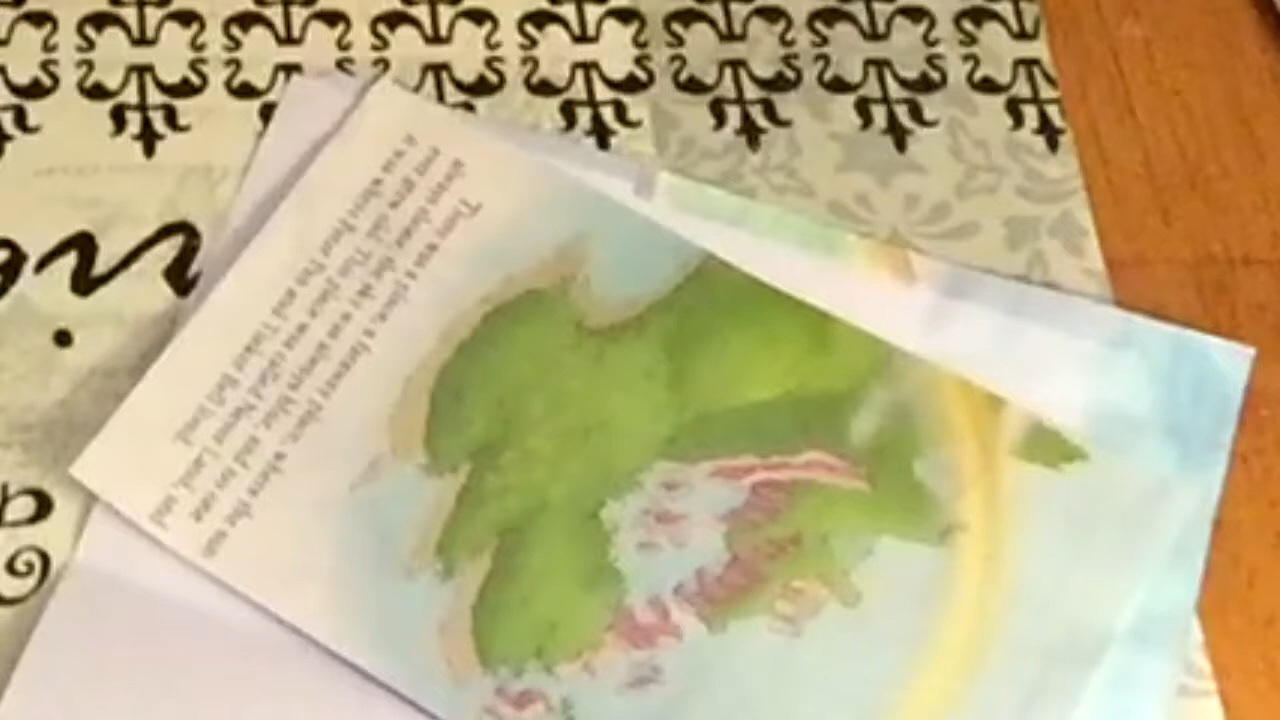 There was a place, a faraway place, where the sun
always shone, the sky was always blue, and no one
ever grew old. This place was called Never Land, and
it was where Peter Pan and Tinker Bell lived.